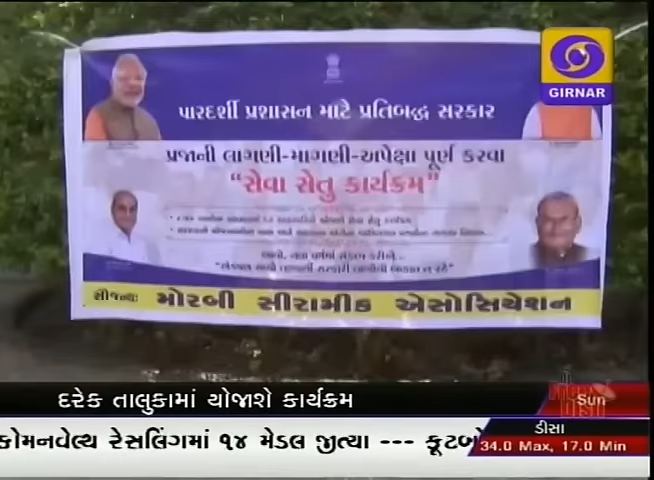 GIRNAR
પારદર્શી પ્રશાસન માટે પ્રતિબદ્ધ સરકાર
પ્રજાની લાગણી-માગણી-અપેક્ષા પૂર્ણ કરવા
"સેવા સેતુ કાર્યક્રમ"
સૌજન્યઃ મોરબી સીરામીક એસોસિયેશન
દરેક તાલુકામાં યોજાશે કાર્યક્રમ
Sun
ડીસા
કોમનવેલ્થ રેસલિંગમાં ૧૪ મેડલ જીત્યા --- ફૂટબો
34.0 Max, 17.0 Min